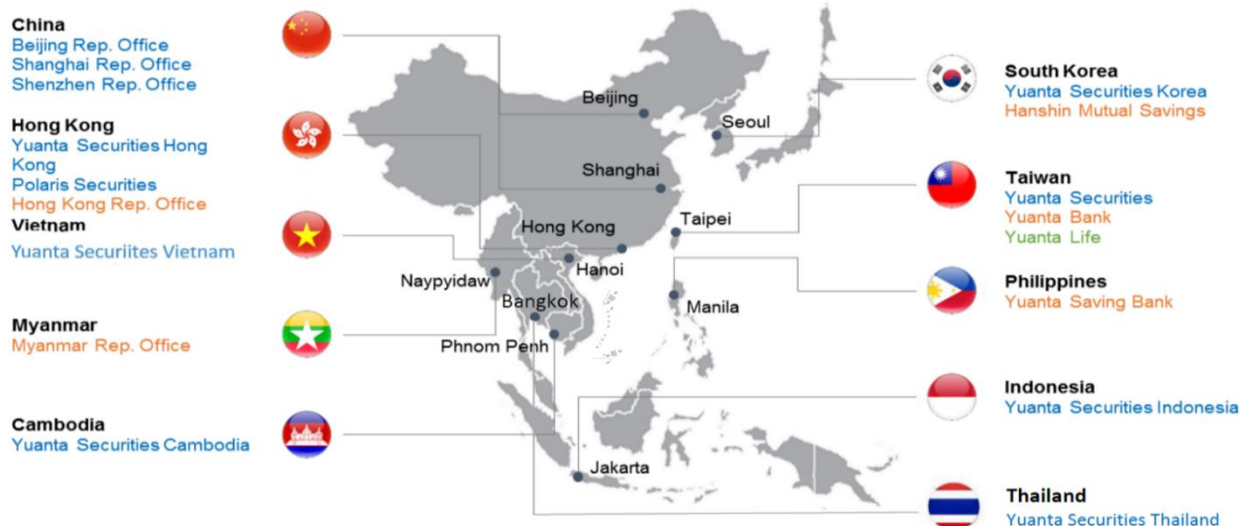 China
Beijing Rep. Office
Shanghai Rep. Office
Shenzhen Rep. Office
Hong Kong
Yuanta Securities Hong
Kong
Polaris Securities
Hong Kong Rep. Office
Vietnam
Yuanta Securiites Vietnam
Myanmar
Myanmar Rep. Office
Cambodia
Yuanta Securities Cambodia
Beijing
Seoul
Shanghai
Taipei
Hong Kong
Hanoi
Naypyidaw
Bangkok
Manila
Phnom Penh
Jakarta
South Korea
Yuanta Securities Korea
Hanshin Mutual Savings
Taiwan
Yuanta Securities
Yuanta Bank
Yuanta Life
Philippines
Yuanta Saving Bank
Indonesia
Yuanta Securities Indonesia
Thailand
Yuanta Securities Thailand